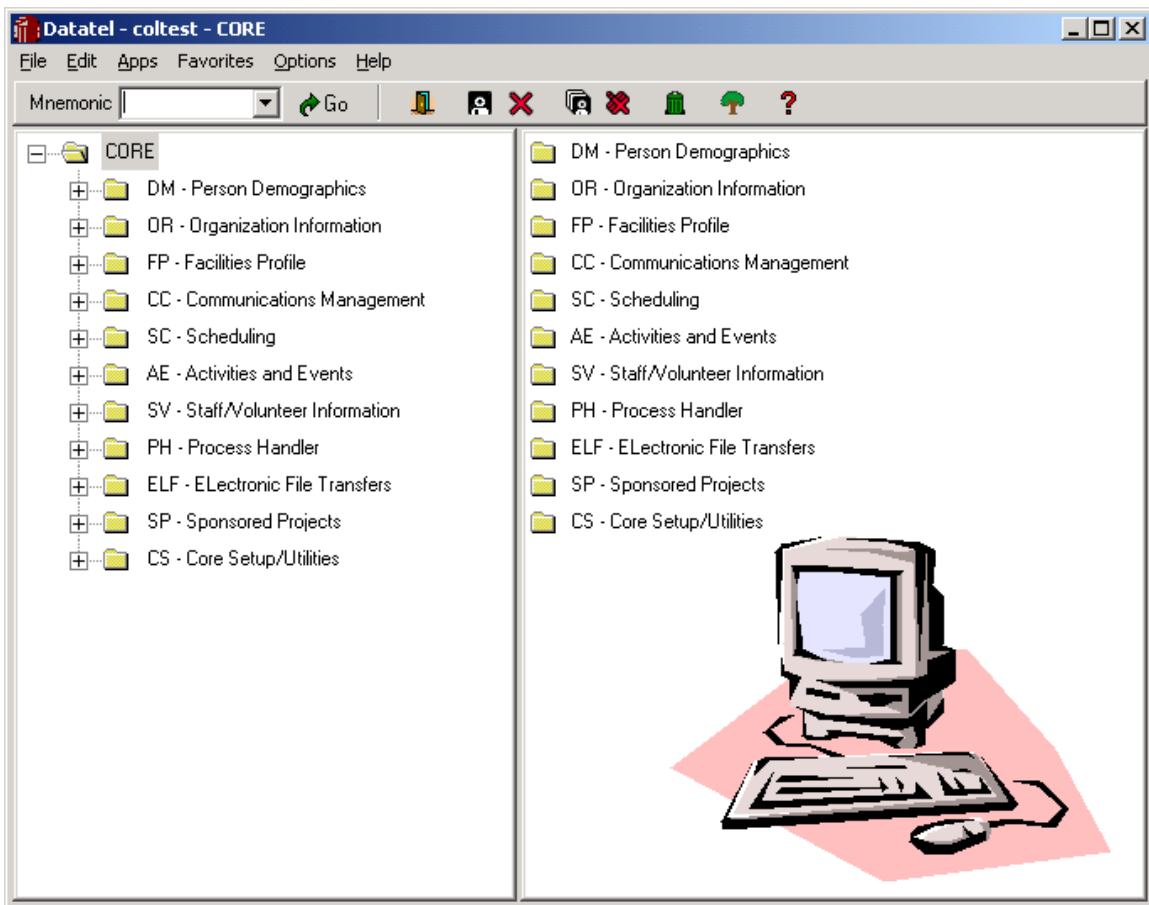 Datatel - coltest - CORE
File Edit Apps Favorites Options Help
Mnemonic Go ?
CORE
DM - Person Demographics
OR - Organization Information
FP - Facilities Profile
CC - Communications Management
SC - Scheduling
AE - Activities and Events
SV - Staff/Volunteer Information
PH - Process Handler
ELF - ELectronic File Transfers
SP - Sponsored Projects
CS - Core Setup/Utilities
DM - Person Demographics
OR - Organization Information
FP - Facilities Profile
CC - Communications Management
SC - Scheduling
AE - Activities and Events
SV - Staff/Volunteer Information
PH - Process Handler
ELF - ELectronic File Transfers
SP - Sponsored Projects
CS - Core Setup/Utilities